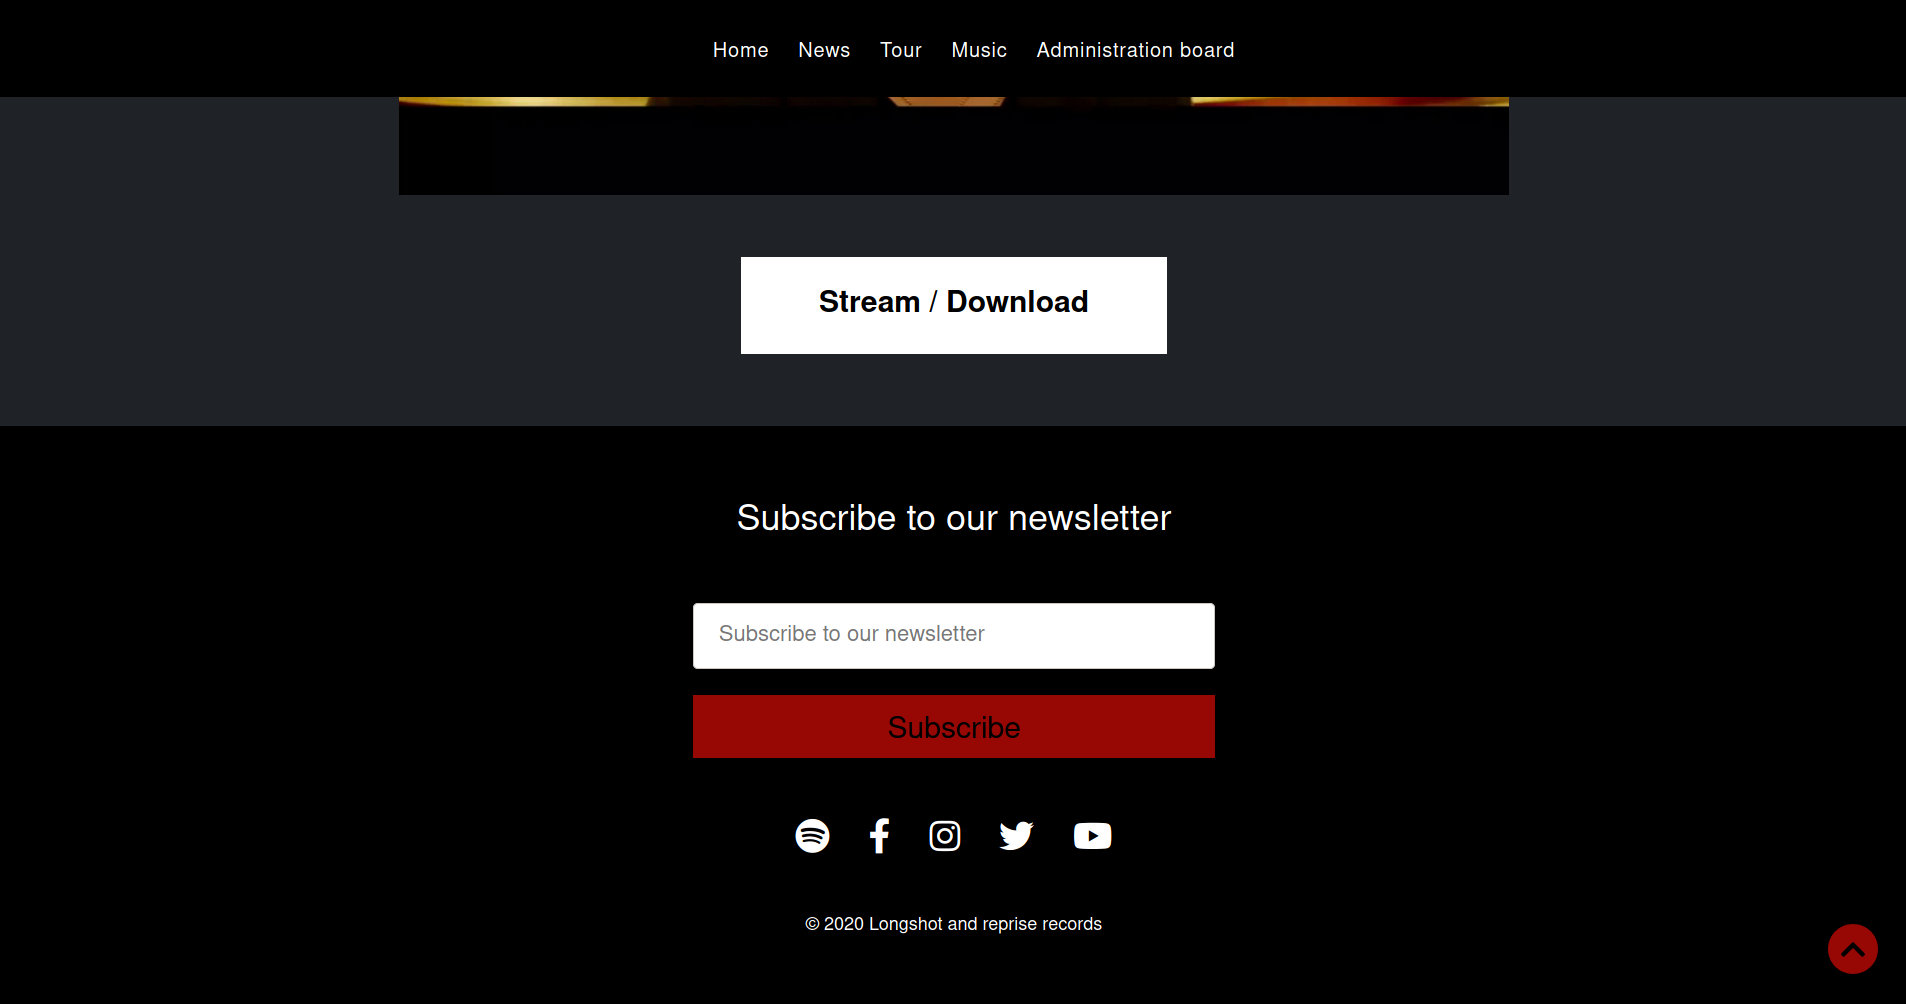 Home News Tour Music Administration board
Stream / Download
Subscribe to our newsletter
Subscribe to our newsletter
Subscribe
© 2020 Longshot and reprise records